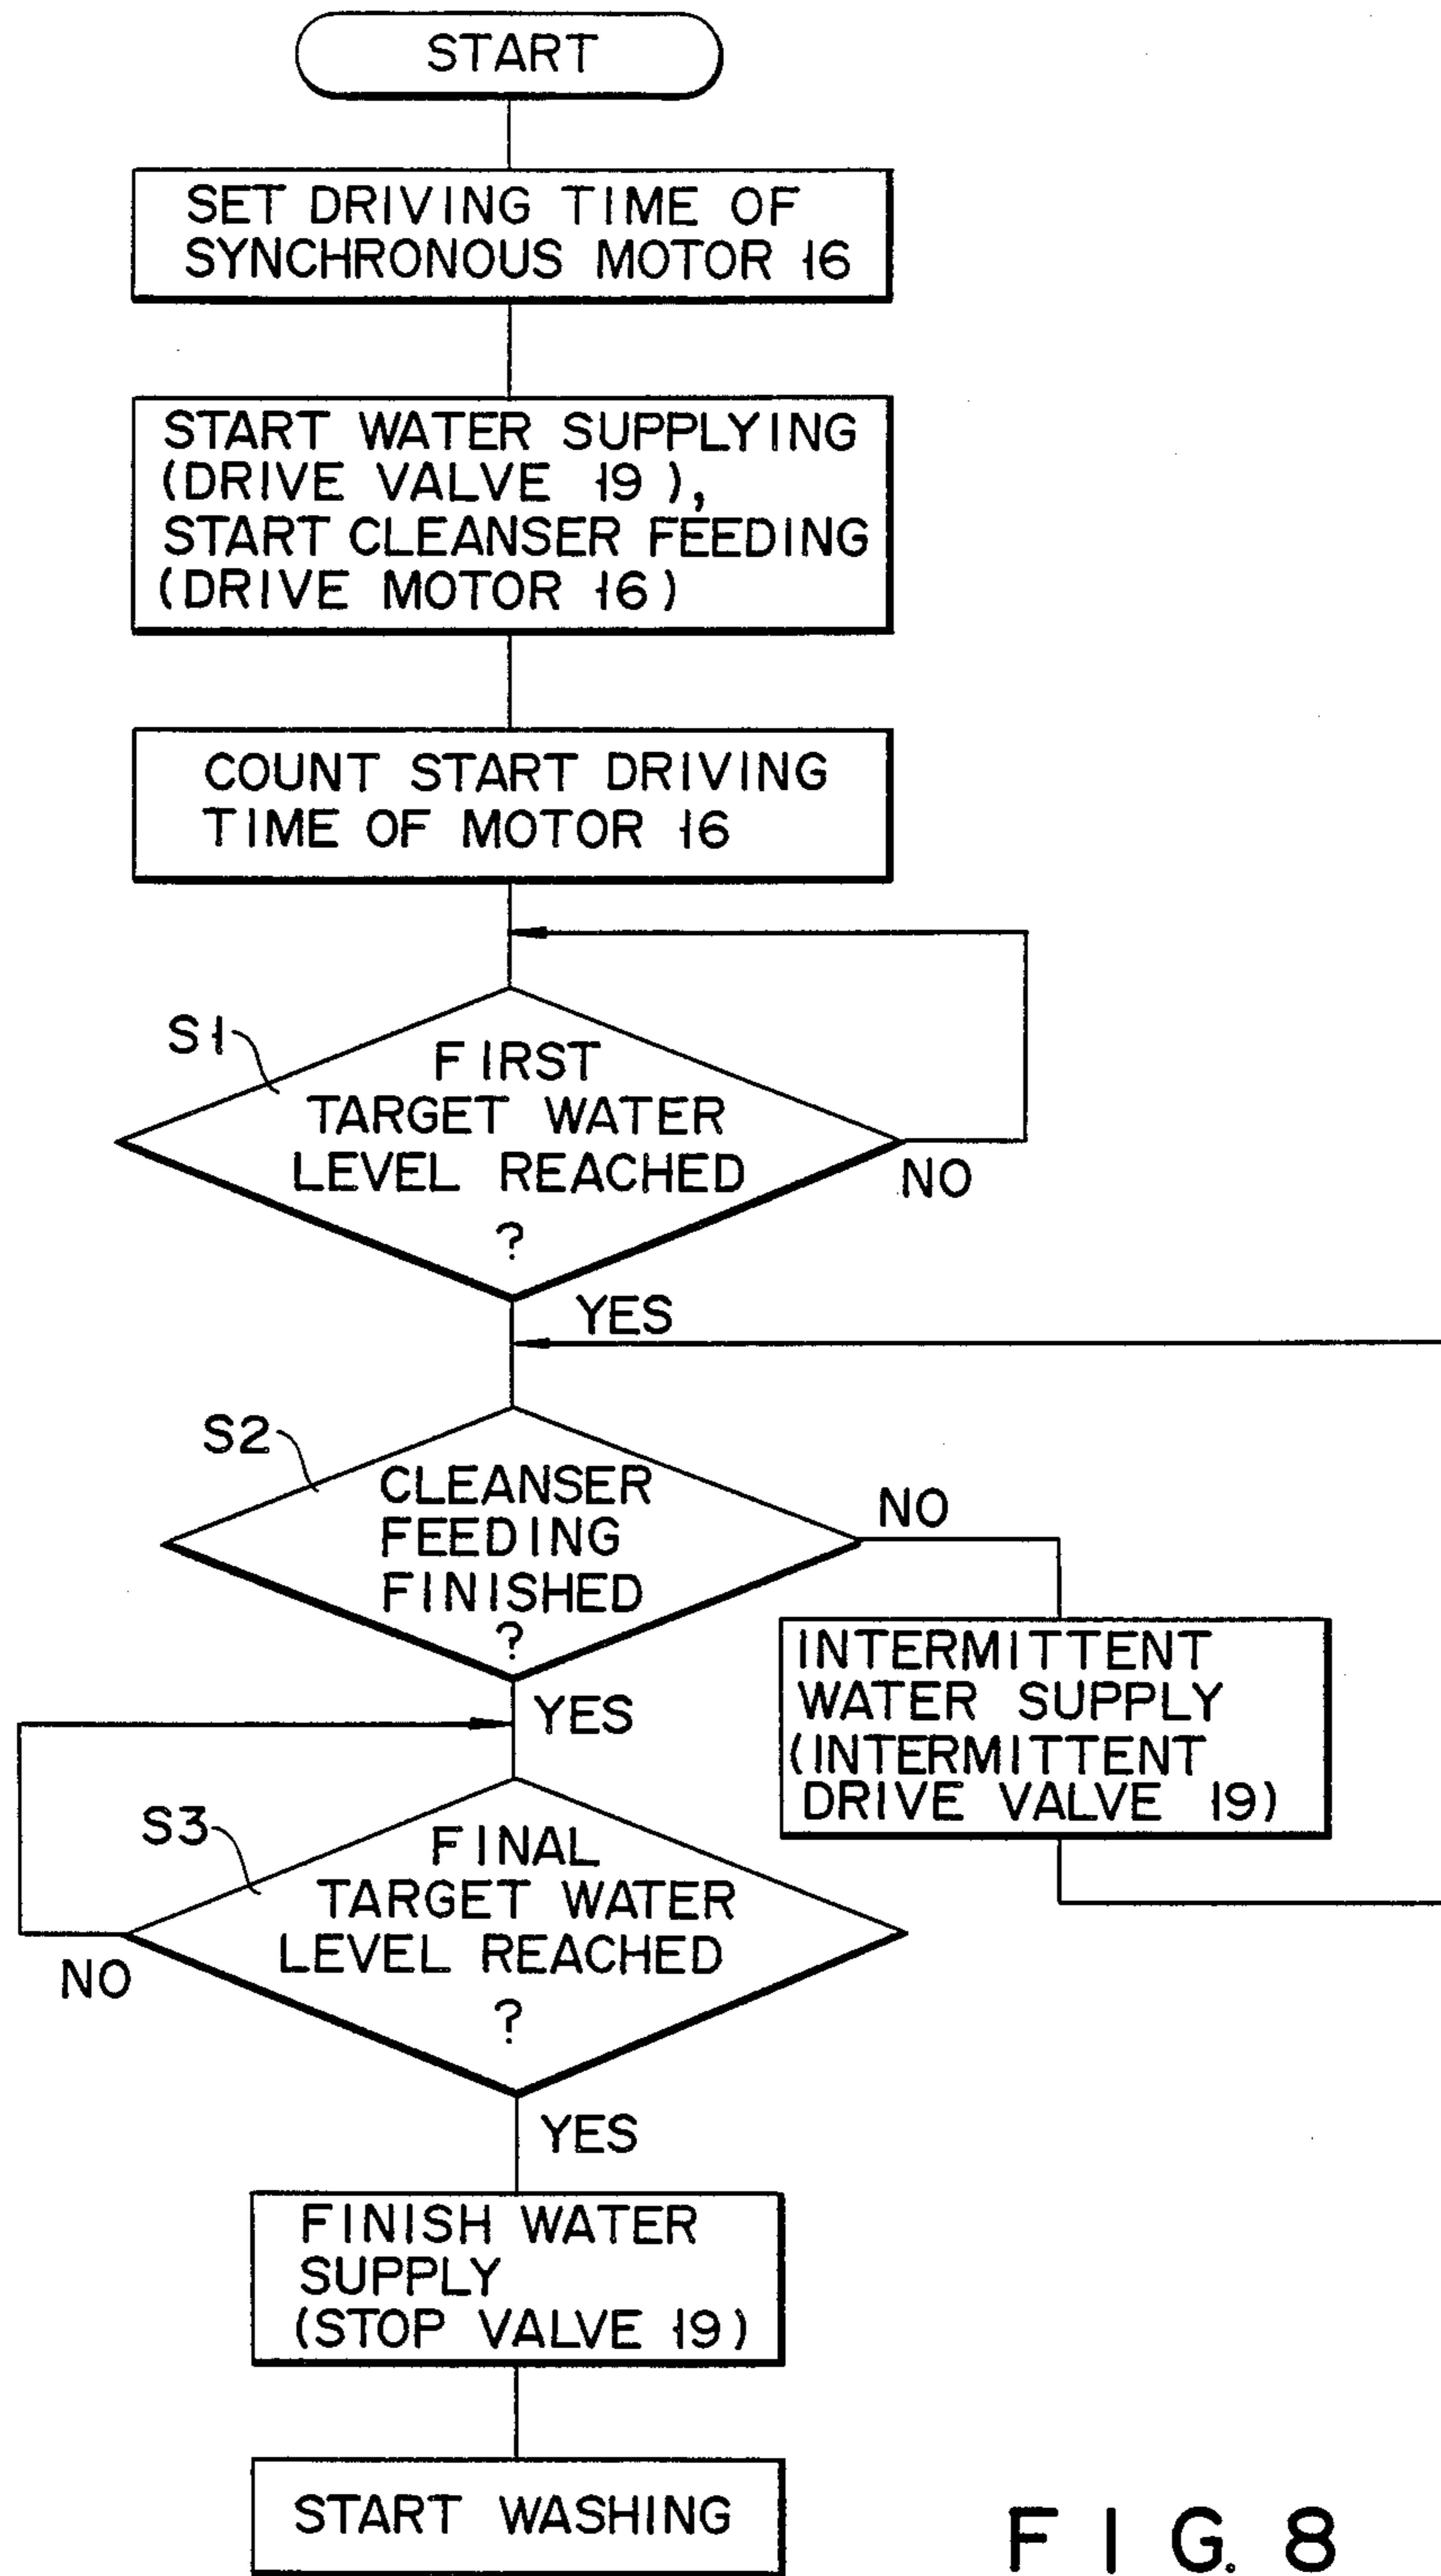 START
SET DRIVING TIME OF
SYNCHRONOUS MOTOR 16
START WATER SUPPLYING
(DRIVE VALVE 19),
START CLEANSER FEEDING
(DRIVE MOTOR 16)
COUNT START DRIVING
TIME OF MOTOR 16
S1
FIRST
TARGET WATER
LEVEL REACHED
?
NO
YES
S2
CLEANSER
FEEDING
FINISHED
?
NO
YES
INTERMITTENT
WATER SUPPLY
(INTERMITTENT
DRIVE VALVE 19)
S3
FINAL
TARGET WATER
LEVEL REACHED
?
NO
YES
FINISH WATER
SUPPLY
(STOP VALVE 19)
START WASHING
FIG. 8